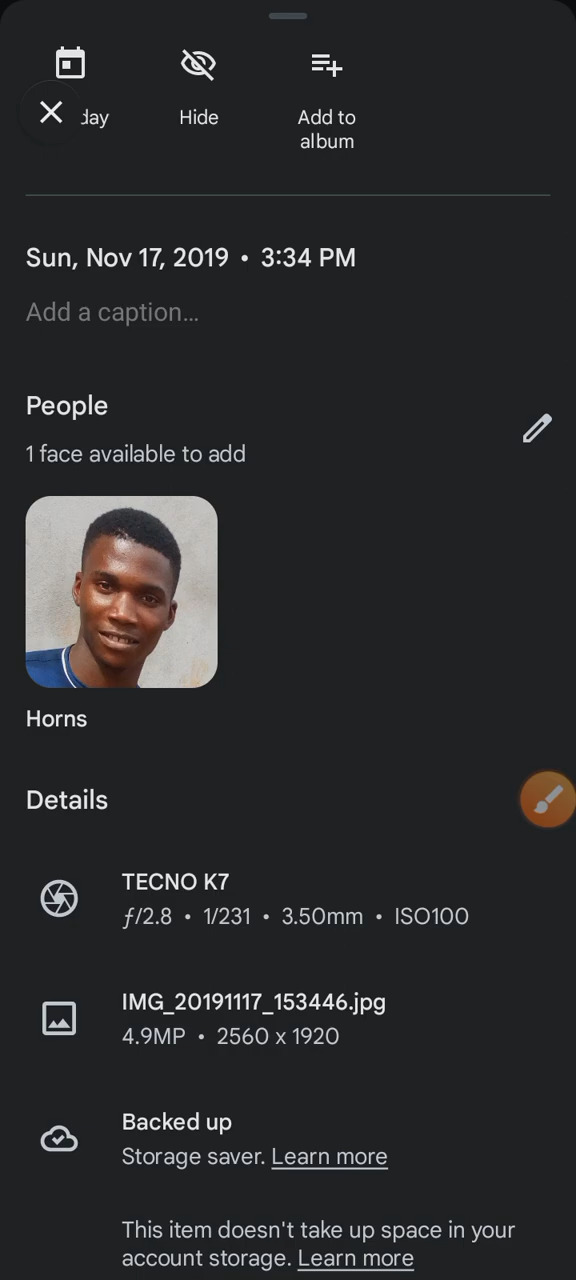 day
Hide
Add to
album
Sun, Nov 17, 2019 • 3:34 PM
Add a caption...
People
1 face available to add
Horns
Details
TECNO K7
ƒ/2.8 • 1/231 • 3.50mm • ISO100
IMG_20191117_153446.jpg
4.9MP • 2560 x 1920
Backed up
Storage saver. Learn more
This item doesn't take up space in your
account storage. Learn more